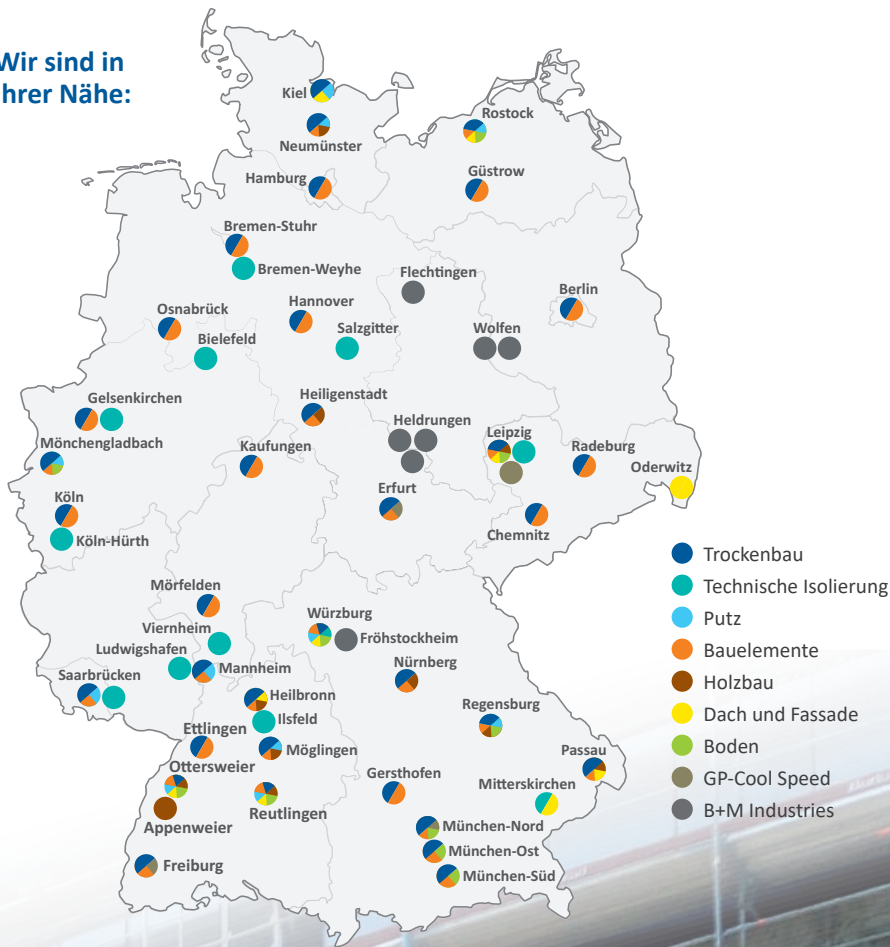 Wir sind in
hrer Nähe:
Kiel
Rostock
Neumünster
Hamburg
Güstrow
Bremen-Stuhr
Bremen-Weyhe
Flechtingen
Berlin
Osnabrück
Hannover
Bielefeld
Salzgitter
Wolfen
Gelsenkirchen
Heiligenstadt
Mönchengladbach
Kaufungen
Heldrungen
Leipzig
Radeburg
Oderwitz
Köln
Erfurt
Chemnitz
Köln-Hürth
Mörfelden
Viernheim
Würzburg
Fröhstockheim
Ludwigshafen
Mannheim
Saarbrücken
Heilbronn
Nürnberg
Ilsfeld
Regensburg
Ettlingen
Möglingen
Passau
Ottersweier
Gersthofen
Mitterskirchen
Reutlingen
Appenweier
München-Nord
München-Ost
Freiburg
München-Süd
Trockenbau
Technische Isolierung
Putz
Bauelemente
Holzbau
Dach und Fassade
Boden
GP-Cool Speed
B+M Industries